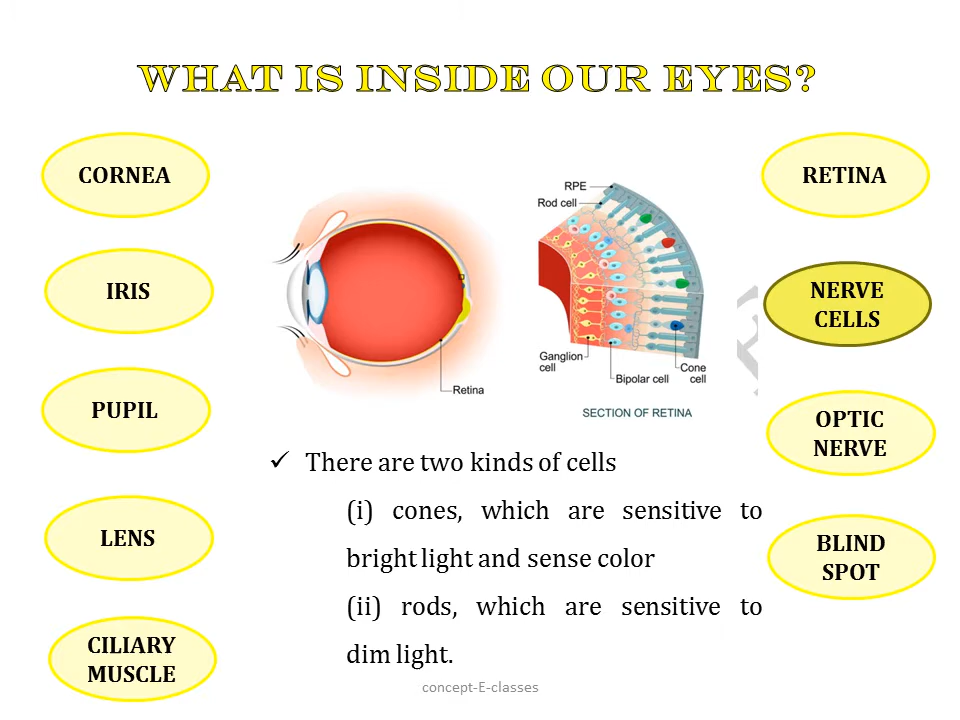 WHAT IS INSIDE OUR EYES?
CORNEA
IRIS
PUPIL
LENS
CILIARY
MUSCLE
Retina
RPE
Rod cell
Ganglion
cell
Bipolar cell
Cone
cell
SECTION OF RETINA
✓ There are two kinds of cells
(i) cones, which are sensitive to
bright light and sense color
(ii) rods, which are sensitive to
dim light.
RETINA
NERVE
CELLS
OPTIC
NERVE
BLIND
SPOT
concept-E-classes